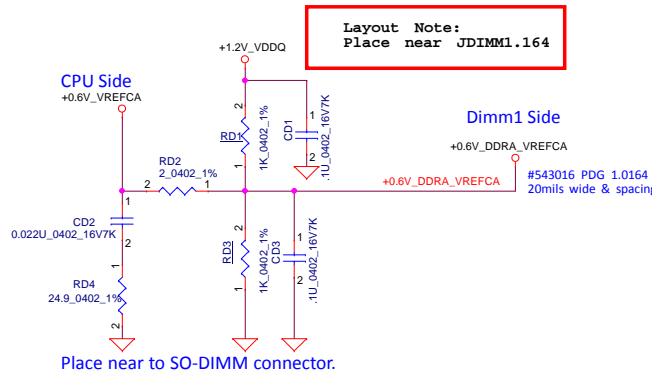 Layout Note:
Place near JDIMM1.164
+1.2V_VDDQ
CPU Side
+0.6V_VREFCA
Dimm1 Side
+0.6V_DDRA_VREFCA
2
RD1
1K_0402_1%
1
1
CD1
.1U_0402_16V7K
2
RD2
2_0402_1%
2
1
+0.6V_DDRA_VREFCA
#543016 PDG 1.0164
20mils wide & spacing
1
CD2
0.022U_0402_16V7K
2
2
RD3
1K_0402_1%
1
1
CD3
.1U_0402_16V7K
2
1
RD4
24.9_0402_1%
2
Place near to SO-DIMM connector.